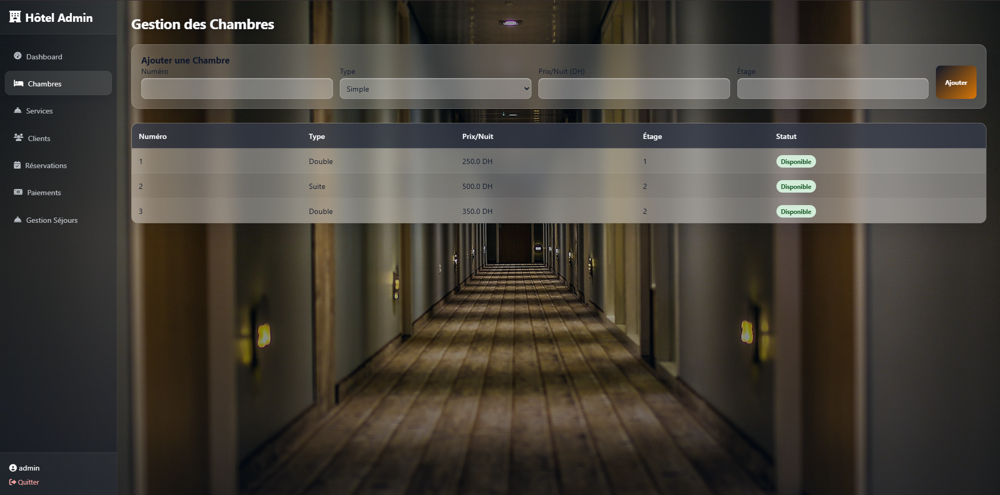 Hôtel Admin
Dashboard
Chambres
Services
Clients
Réservations
Paiements
Gestion Séjours
admin
Quitter
Gestion des Chambres
Ajouter une Chambre
Numéro Type Prix/Nuit (DH) Étage
Simple Ajouter
Numéro Type Prix/Nuit Étage Statut
1 Double 250.0 DH 1 Disponible
2 Suite 500.0 DH 2 Disponible
3 Double 350.0 DH 2 Disponible